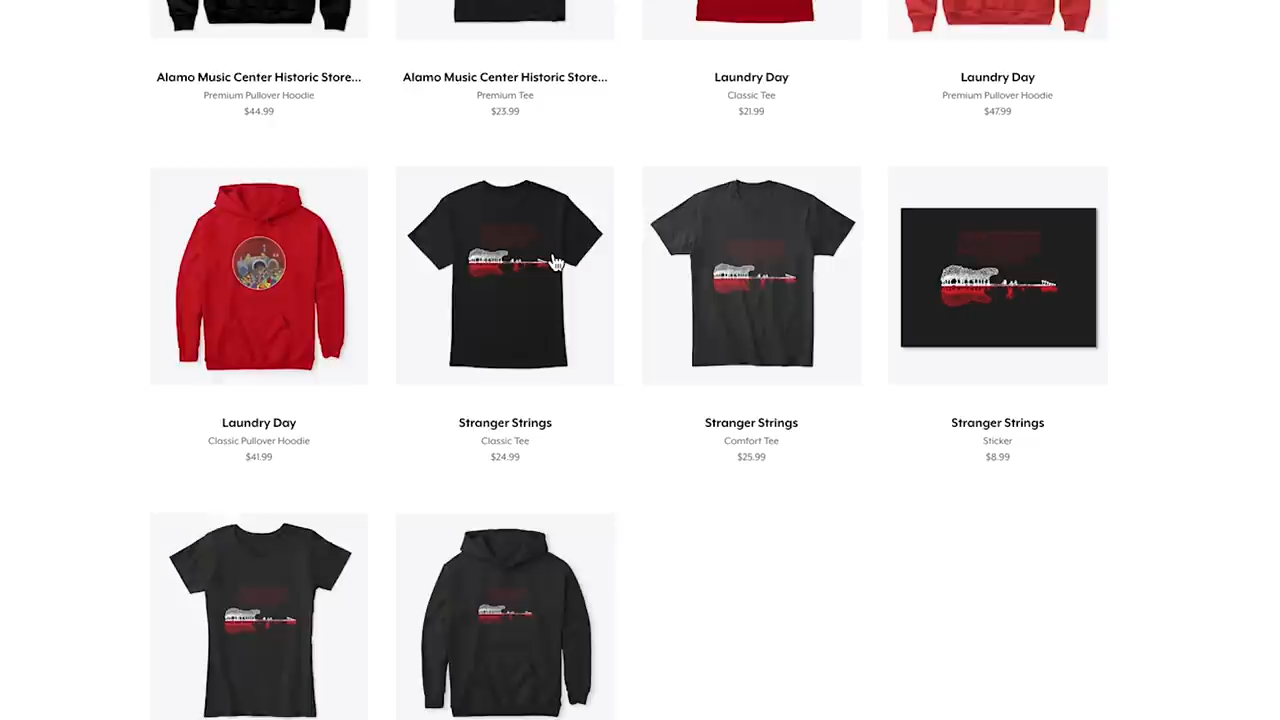 Alamo Music Center Historic Store...
Premium Pullover Hoodie
$44.99
Alamo Music Center Historic Store...
Premium Tee
$23.99
Laundry Day
Classic Tee
$21.99
Laundry Day
Premium Pullover Hoodie
$47.99
Laundry Day
Classic Pullover Hoodie
$41.99
Stranger Strings
Classic Tee
$24.99
Stranger Strings
Comfort Tee
$25.99
Stranger Strings
Sticker
$8.99